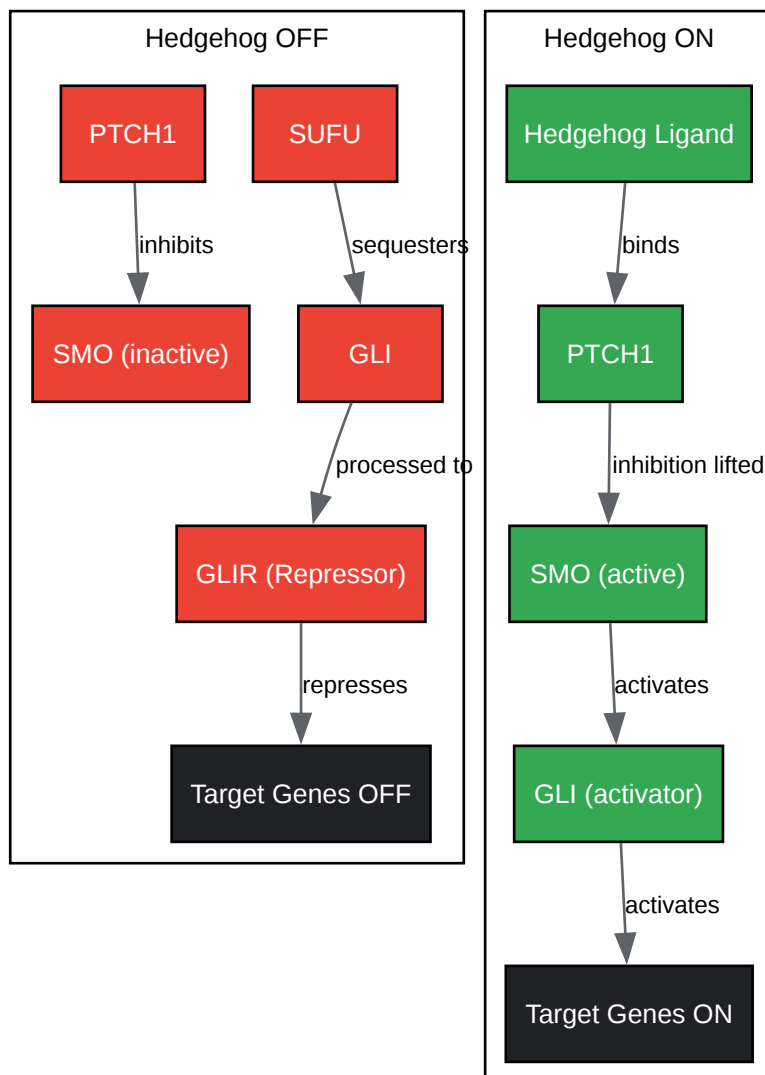 Hedgehog OFF
PTCH1
SUFU
inhibits
sequesters
SMO (inactive)
GLI
processed to
GLIR (Repressor)
represses
Target Genes OFF
Hedgehog ON
Hedgehog Ligand
binds
PTCH1
inhibition lifted
SMO (active)
activates
GLI (activator)
activates
Target Genes ON